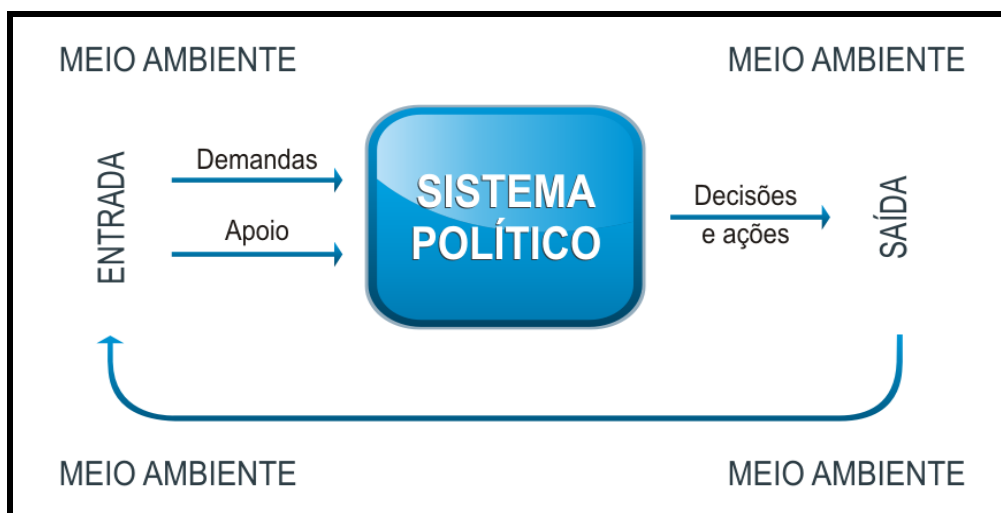 MEIO AMBIENTE
MEIO AMBIENTE
ENTRADA
Demandas
Apoio
SISTEMA
POLÍTICO
Decisões
e ações
SAÍDA
MEIO AMBIENTE
MEIO AMBIENTE